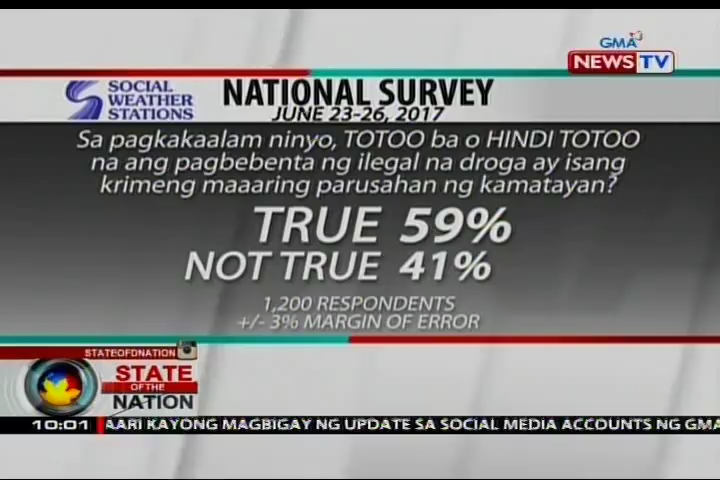 GMA
NEWS TV
SOCIAL
WEATHER
STATIONS
NATIONAL SURVEY
JUNE 23-26, 2017
Sa pagkakaalam ninyo, TOTOO ba o HINDI TOTOO
na ang pagbebenta ng ilegal na droga ay isang
krimeng maaaring parusahan ng kamatayan?
TRUE 59%
NOT TRUE 41%
1,200 RESPONDENTS
+/- 3% MARGIN OF ERROR
STATEOFDNATION
STATE
OF THE
NATION
10:01 AARI KAYONG MAGBIGAY NG UPDATE SA SOCIAL MEDIA ACCOUNTS NG GMA